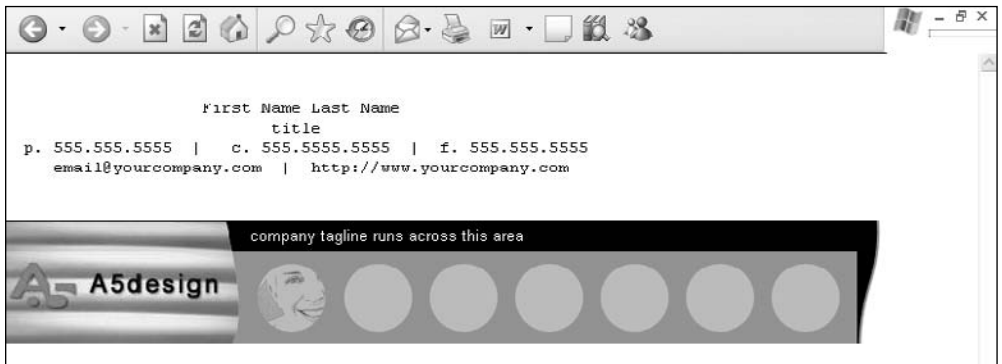 First Name Last Name
title
p. 555.555.5555 | c. 555.5555.5555 | f. 555.555.5555
email@yourcompany.com | http://www.yourcompany.com
company tagline runs across this area
A5design